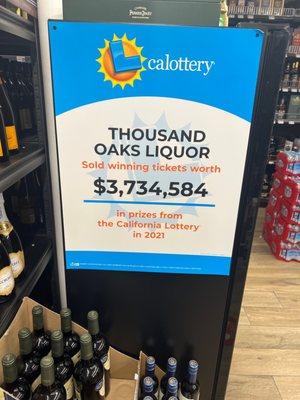 calottery
THOUSAND
OAKS LIQUOR
Sold winning tickets worth
$3,734,584
in prizes from
the California Lottery
in 2021